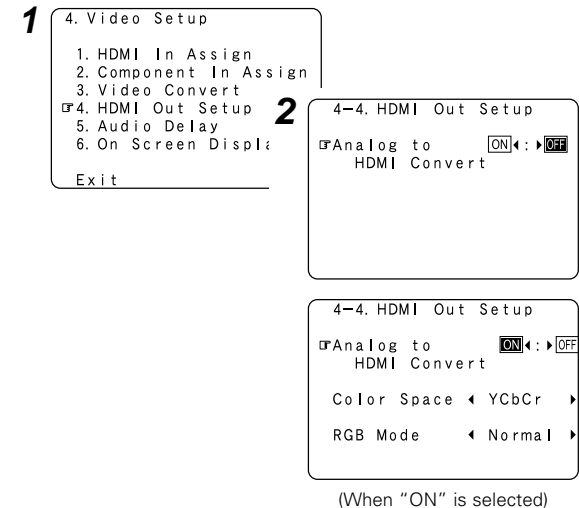 1
4. Video Setup
1. HDMI In Assign
2. Component In Assign
3. Video Convert
☞4. HDMI Out Setup
5. Audio Delay
6. On Screen Displa
Exit
2
4-4. HDMI Out Setup
☞Analog to ON◀:▶OFF
HDMI Convert
4-4. HDMI Out Setup
☞Analog to ON◀:▶OFF
HDMI Convert
Color Space ◀ YCbCr ▶
RGB Mode ◀ Normal ▶
(When “ON” is selected)